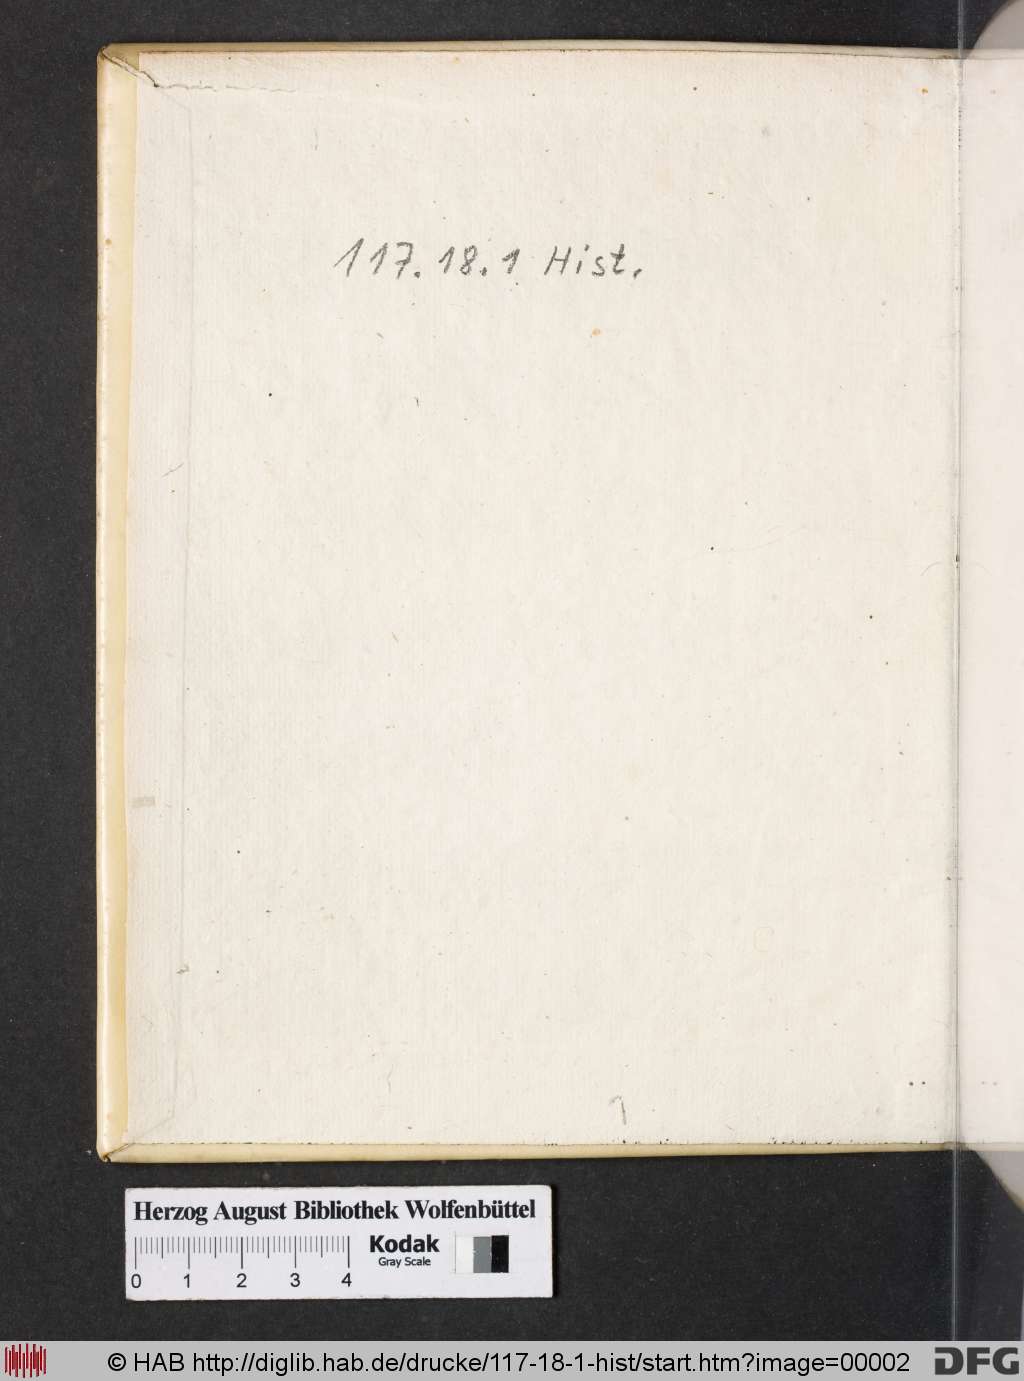 117.18.1 Hist.
1
Herzog August Bibliothek Wolfenbüttel
Kodak
Gray Scale
0 1 2 3 4
© HAB http://diglib.hab.de/drucke/117-18-1-hist/start.htm?image=00002
DFG